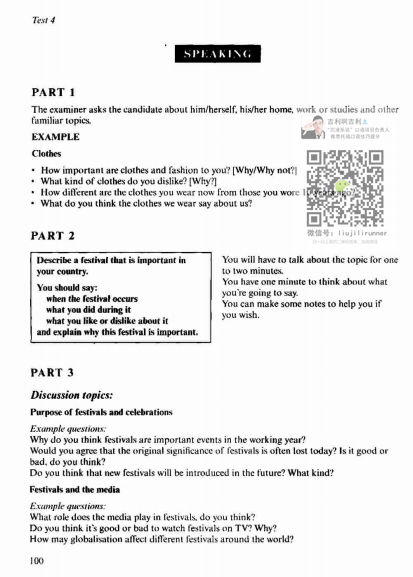 Test 4
SPEAKING
PART 1
The examiner asks the candidate about him/herself, his/her home, work or studies and other
familiar topics.
EXAMPLE
Clothes
• How important are clothes and fashion to you? [Why/Why not?]
• What kind of clothes do you dislike? [Why?]
• How different are the clothes you wear now from those you wore 10 years ago?
• What do you think the clothes we wear say about us?
吉利啊吉利
微信号: liujilirunner
PART 2
Describe a festival that is important in
your country.
You should say:
when the festival occurs
what you did during it
what you like or dislike about it
and explain why this festival is important.
You will have to talk about the topic for one
to two minutes.
You have one minute to think about what
you're going to say.
You can make some notes to help you if
you wish.
PART 3
Discussion topics:
Purpose of festivals and celebrations
Example questions:
Why do you think festivals are important events in the working year?
Would you agree that the original significance of festivals is often lost today? Is it good or
bad, do you think?
Do you think that new festivals will be introduced in the future? What kind?
Festivals and the media
Example questions:
What role does the media play in festivals, do you think?
Do you think it's good or bad to watch festivals on TV? Why?
How may globalisation affect different festivals around the world?
100